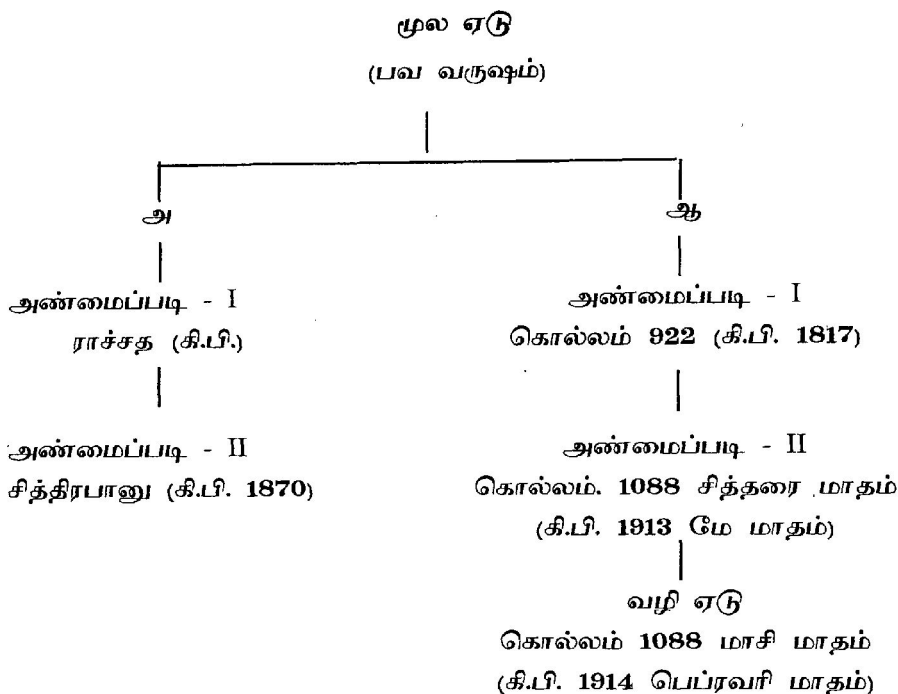 மூல ஏடு
(பவ வருஷம்)
அ
ஆ
அண்மைப்படி - I
ராச்சத (கி.பி.)
அண்மைப்படி - I
கொல்லம் 922 (கி.பி. 1817)
அண்மைப்படி - II
சித்திரபானு (கி.பி. 1870)
அண்மைப்படி - II
கொல்லம். 1088 சித்தரை மாதம்
(கி.பி. 1913 மே மாதம்)
வழி ஏடு
கொல்லம் 1088 மாசி மாதம்
(கி.பி. 1914 பெப்ரவரி மாதம்)